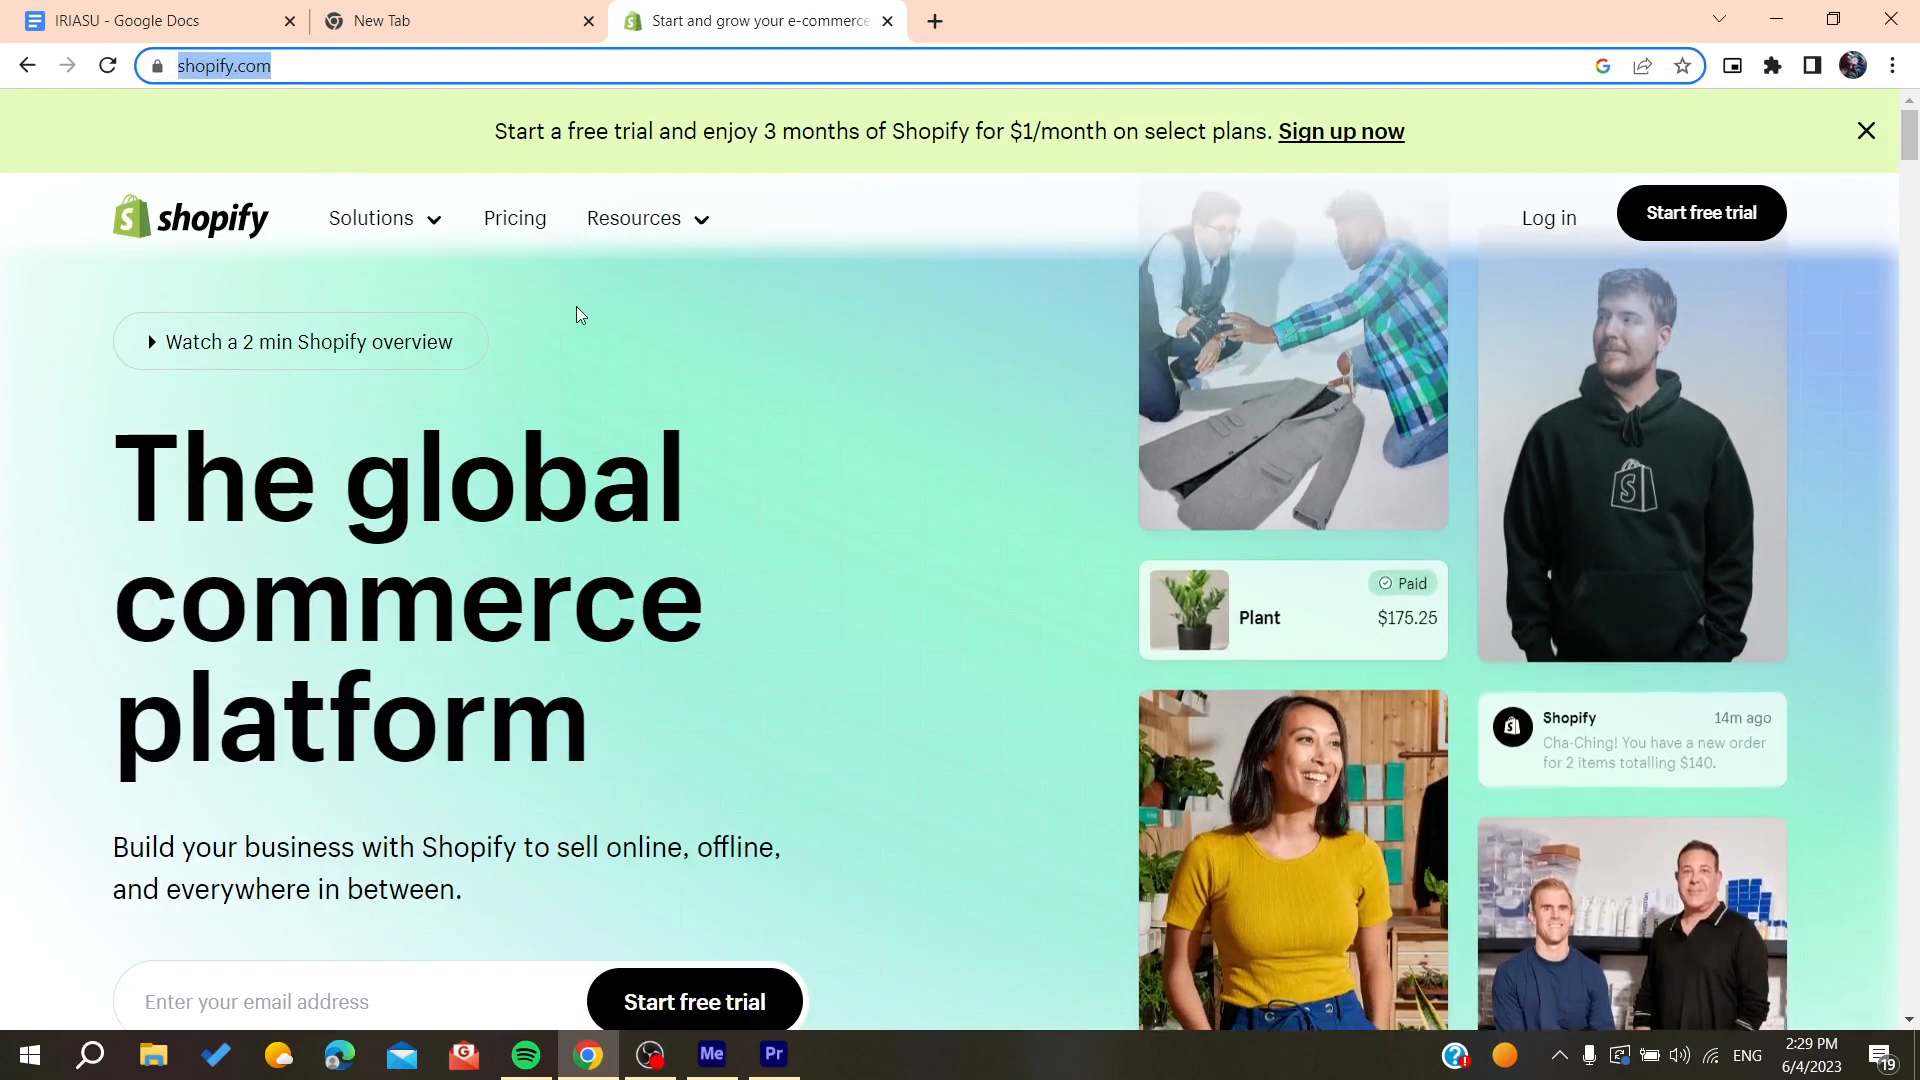 IRIASU - Google Docs
New Tab
Start and grow your e-commerce
shopify.com
Start a free trial and enjoy 3 months of Shopify for $1/month on select plans. Sign up now
shopify
Solutions
Pricing
Resources
Log in
Start free trial
Watch a 2 min Shopify overview
The global
commerce
platform
Build your business with Shopify to sell online, offline,
and everywhere in between.
Enter your email address
Start free trial
Paid
Plant
$175.25
Shopify
14m ago
Cha-Ching! You have a new order
for 2 items totalling $140.
Me
Pr
ENG
2:29 PM
6/4/2023
19